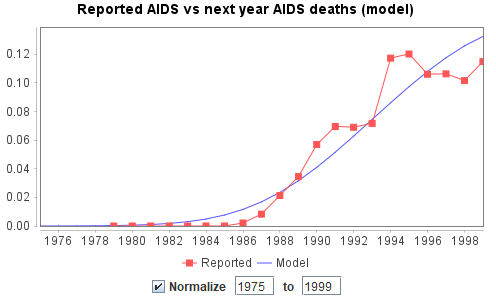 Reported AIDS vs next year AIDS deaths (model)
0.12
0.10
0.08
0.06
0.04
0.02
0.00
1976 1978 1980 1982 1984 1986 1988 1990 1992 1994 1996 1998
Reported Model
Normalize 1975 to 1999